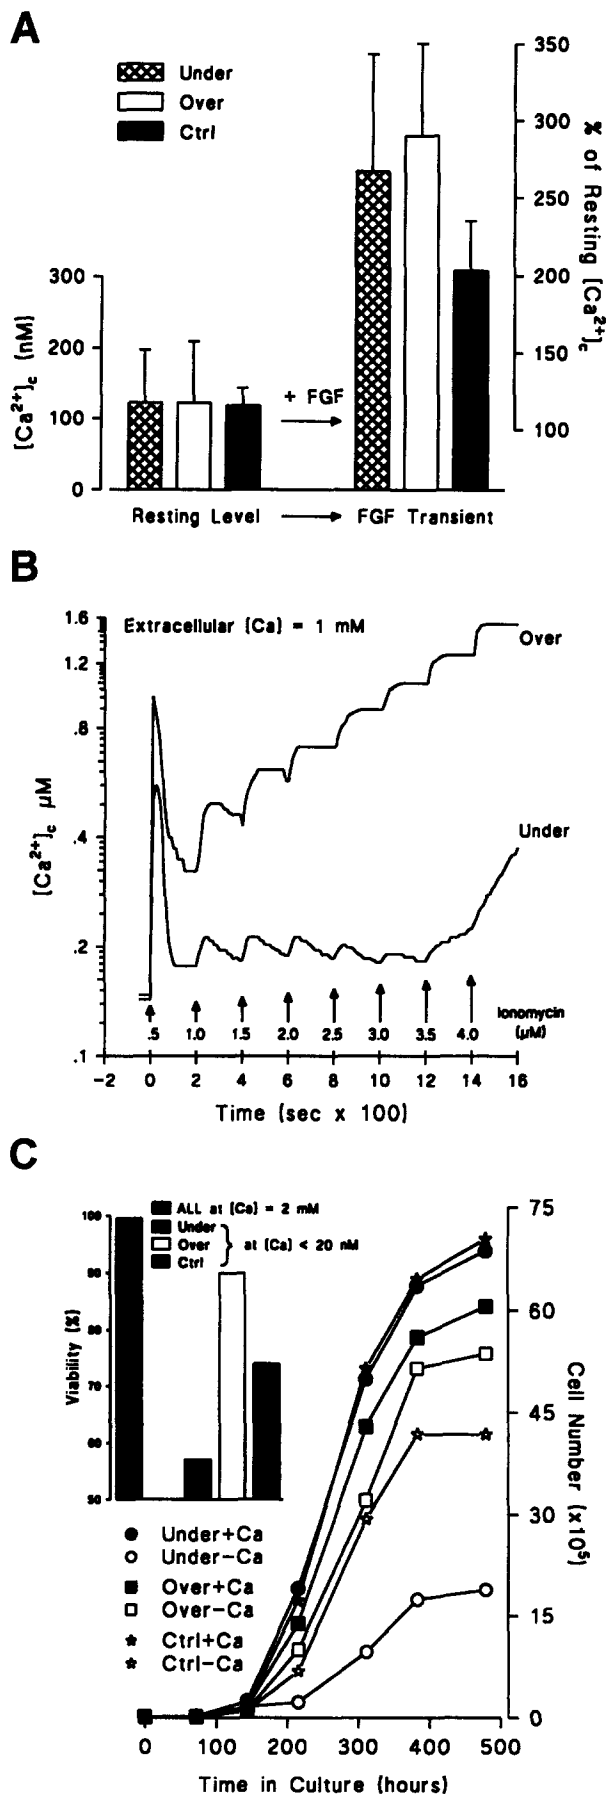 A
Under
Over
Ctrl
350
300
250
200
150
100
% of Resting [Ca2+]c
300
200
100
0
[Ca2+]c (nM)
+ FGF
Resting Level
FGF Transient
B
Extracellular [Ca] = 1 mM
1.6
1.2
.8
.4
.2
.1
[Ca2+]c μM
Over
Under
.5 1.0 1.5 2.0 2.5 3.0 3.5 4.0
Ionomycin
(μM)
-2 0 2 4 6 8 10 12 14 16
Time (sec x 100)
C
ALL at [Ca] = 2 mM
Under
Over
Ctrl
at [Ca] < 20 nM
100
90
80
70
60
50
Viability (%)
75
60
45
30
15
0
Cell Number (x10⁵)
Under+Ca
Under-Ca
Over+Ca
Over-Ca
Ctrl+Ca
Ctrl-Ca
0 100 200 300 400 500
Time in Culture (hours)